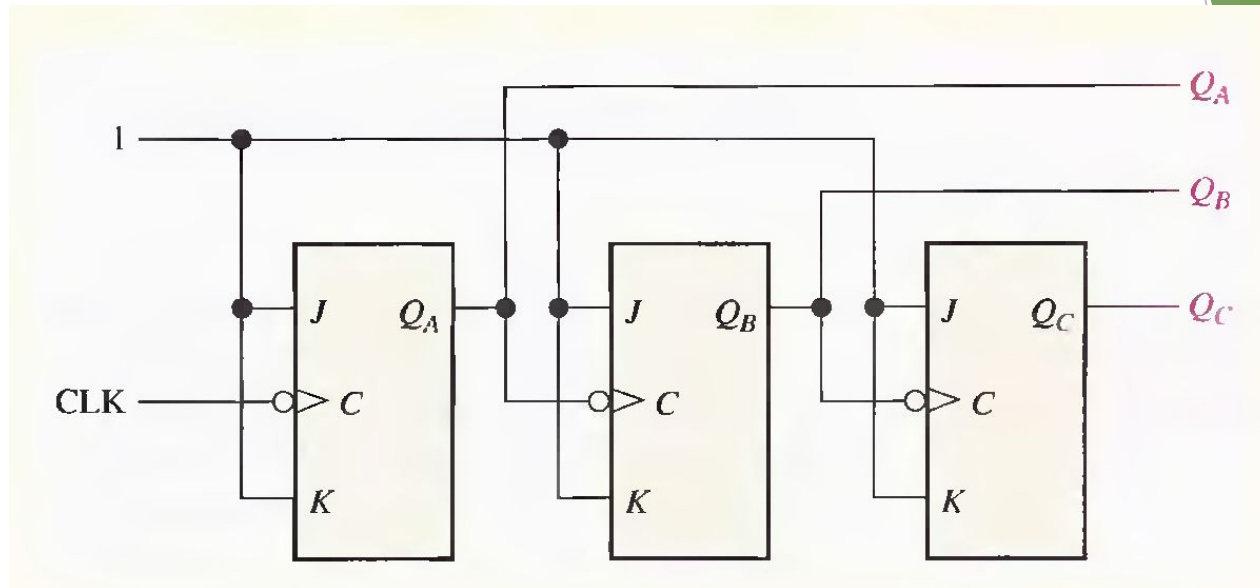 Q_A
1
Q_B
J Q_A J Q_B J Q_C Q_C
CLK C C C
K K K